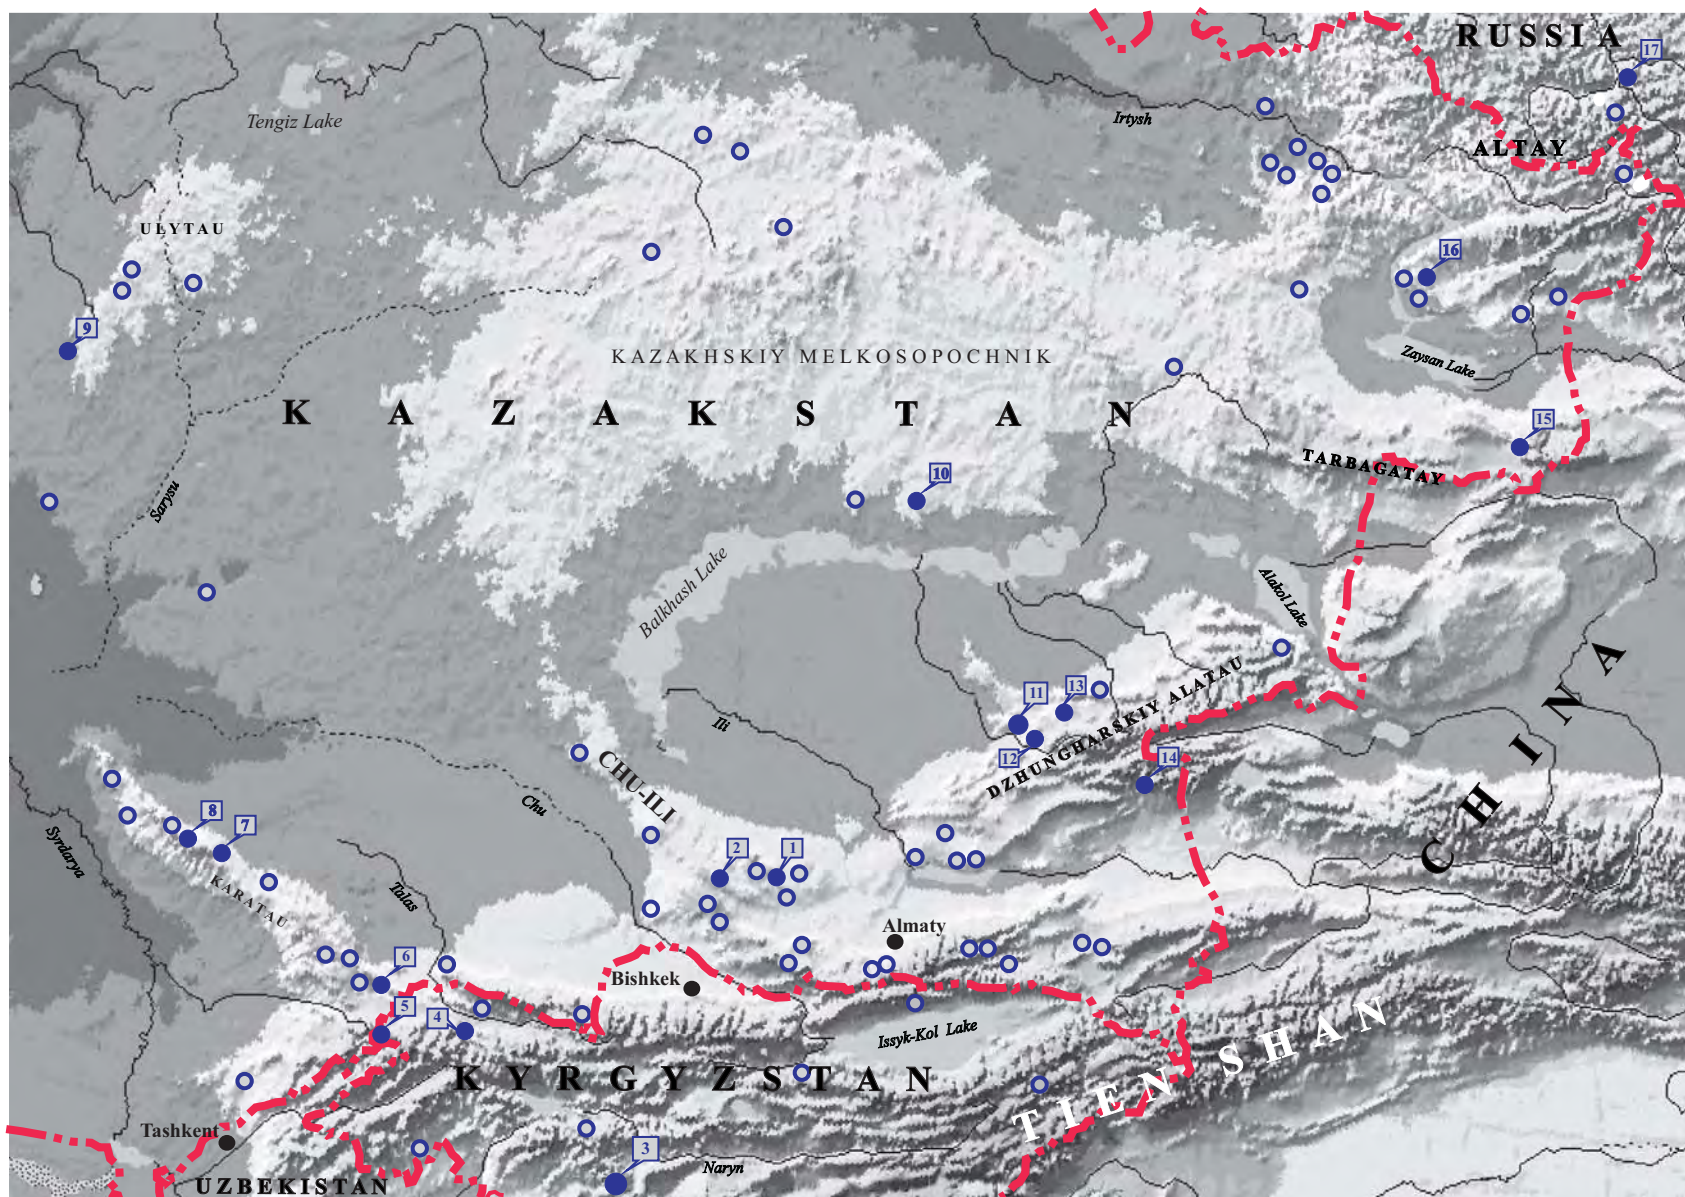 RUSSIA
17
Tengiz Lake
Irtysh
ALTAY
ULYTAU
16
9
KAZAKHSKIY MELKOSOPOCHNIK
Zaysan Lake
K A Z A K S T A N
15
TARBAGATAY
10
Sarysu
Balkhash Lake
Alakol Lake
C H I N A
11
13
DZHUNGHARSKIY ALATAU
Ili
12
14
CHU-ILI
Chu
8
7
Syrdarya
2
1
KARATAU
Talas
Almaty
6
Bishkek
5
4
Issyk-Kol Lake
T I E N S H A N
K Y R G Y Z S T A N
Tashkent
3
Naryn
UZBEKISTAN